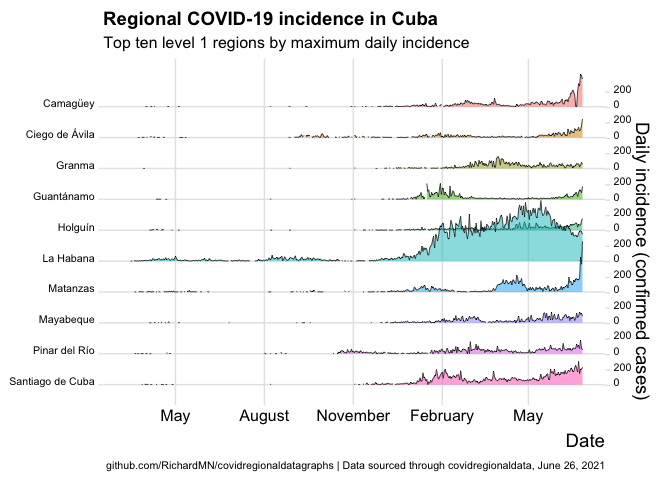 Regional COVID-19 incidence in Cuba
Top ten level 1 regions by maximum daily incidence
Camagüey
Ciego de Ávila
Granma
Guantánamo
Holguín
La Habana
Matanzas
Mayabeque
Pinar del Río
Santiago de Cuba
200
0
200
0
200
0
200
0
200
0
200
0
200
0
200
0
200
0
200
0
Daily incidence (confirmed cases)
May August November February May
Date
github.com/RichardMN/covidregionaldatagraphs | Data sourced through covidregionaldata, June 26, 2021